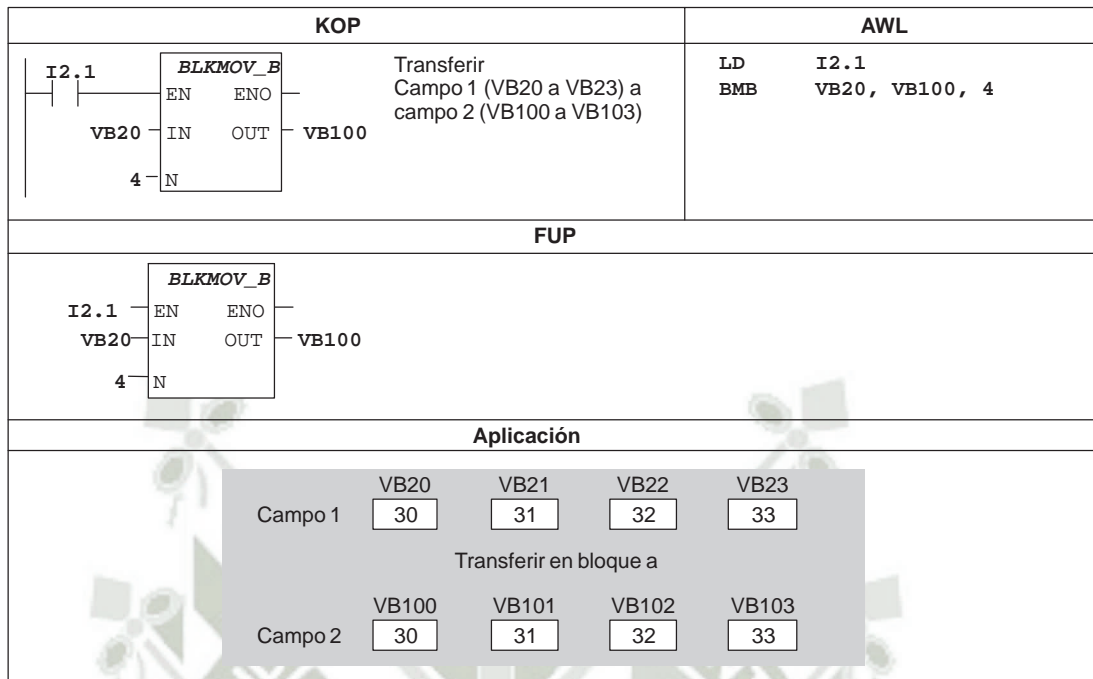 KOP
AWL
I2.1
BLKMOV_B
EN ENO
VB20 IN OUT VB100
4 N
Transferir
Campo 1 (VB20 a VB23) a
campo 2 (VB100 a VB103)
LD I2.1
BMB VB20, VB100, 4
FUP
BLKMOV_B
I2.1 EN ENO
VB20 IN OUT VB100
4 N
Aplicación
VB20 VB21 VB22 VB23
Campo 1 30 31 32 33
Transferir en bloque a
VB100 VB101 VB102 VB103
Campo 2 30 31 32 33